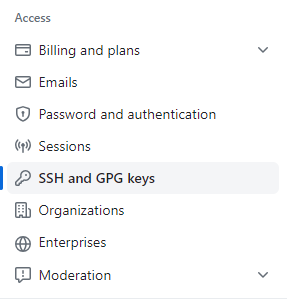 Access
Billing and plans
Emails
Password and authentication
Sessions
SSH and GPG keys
Organizations
Enterprises
Moderation